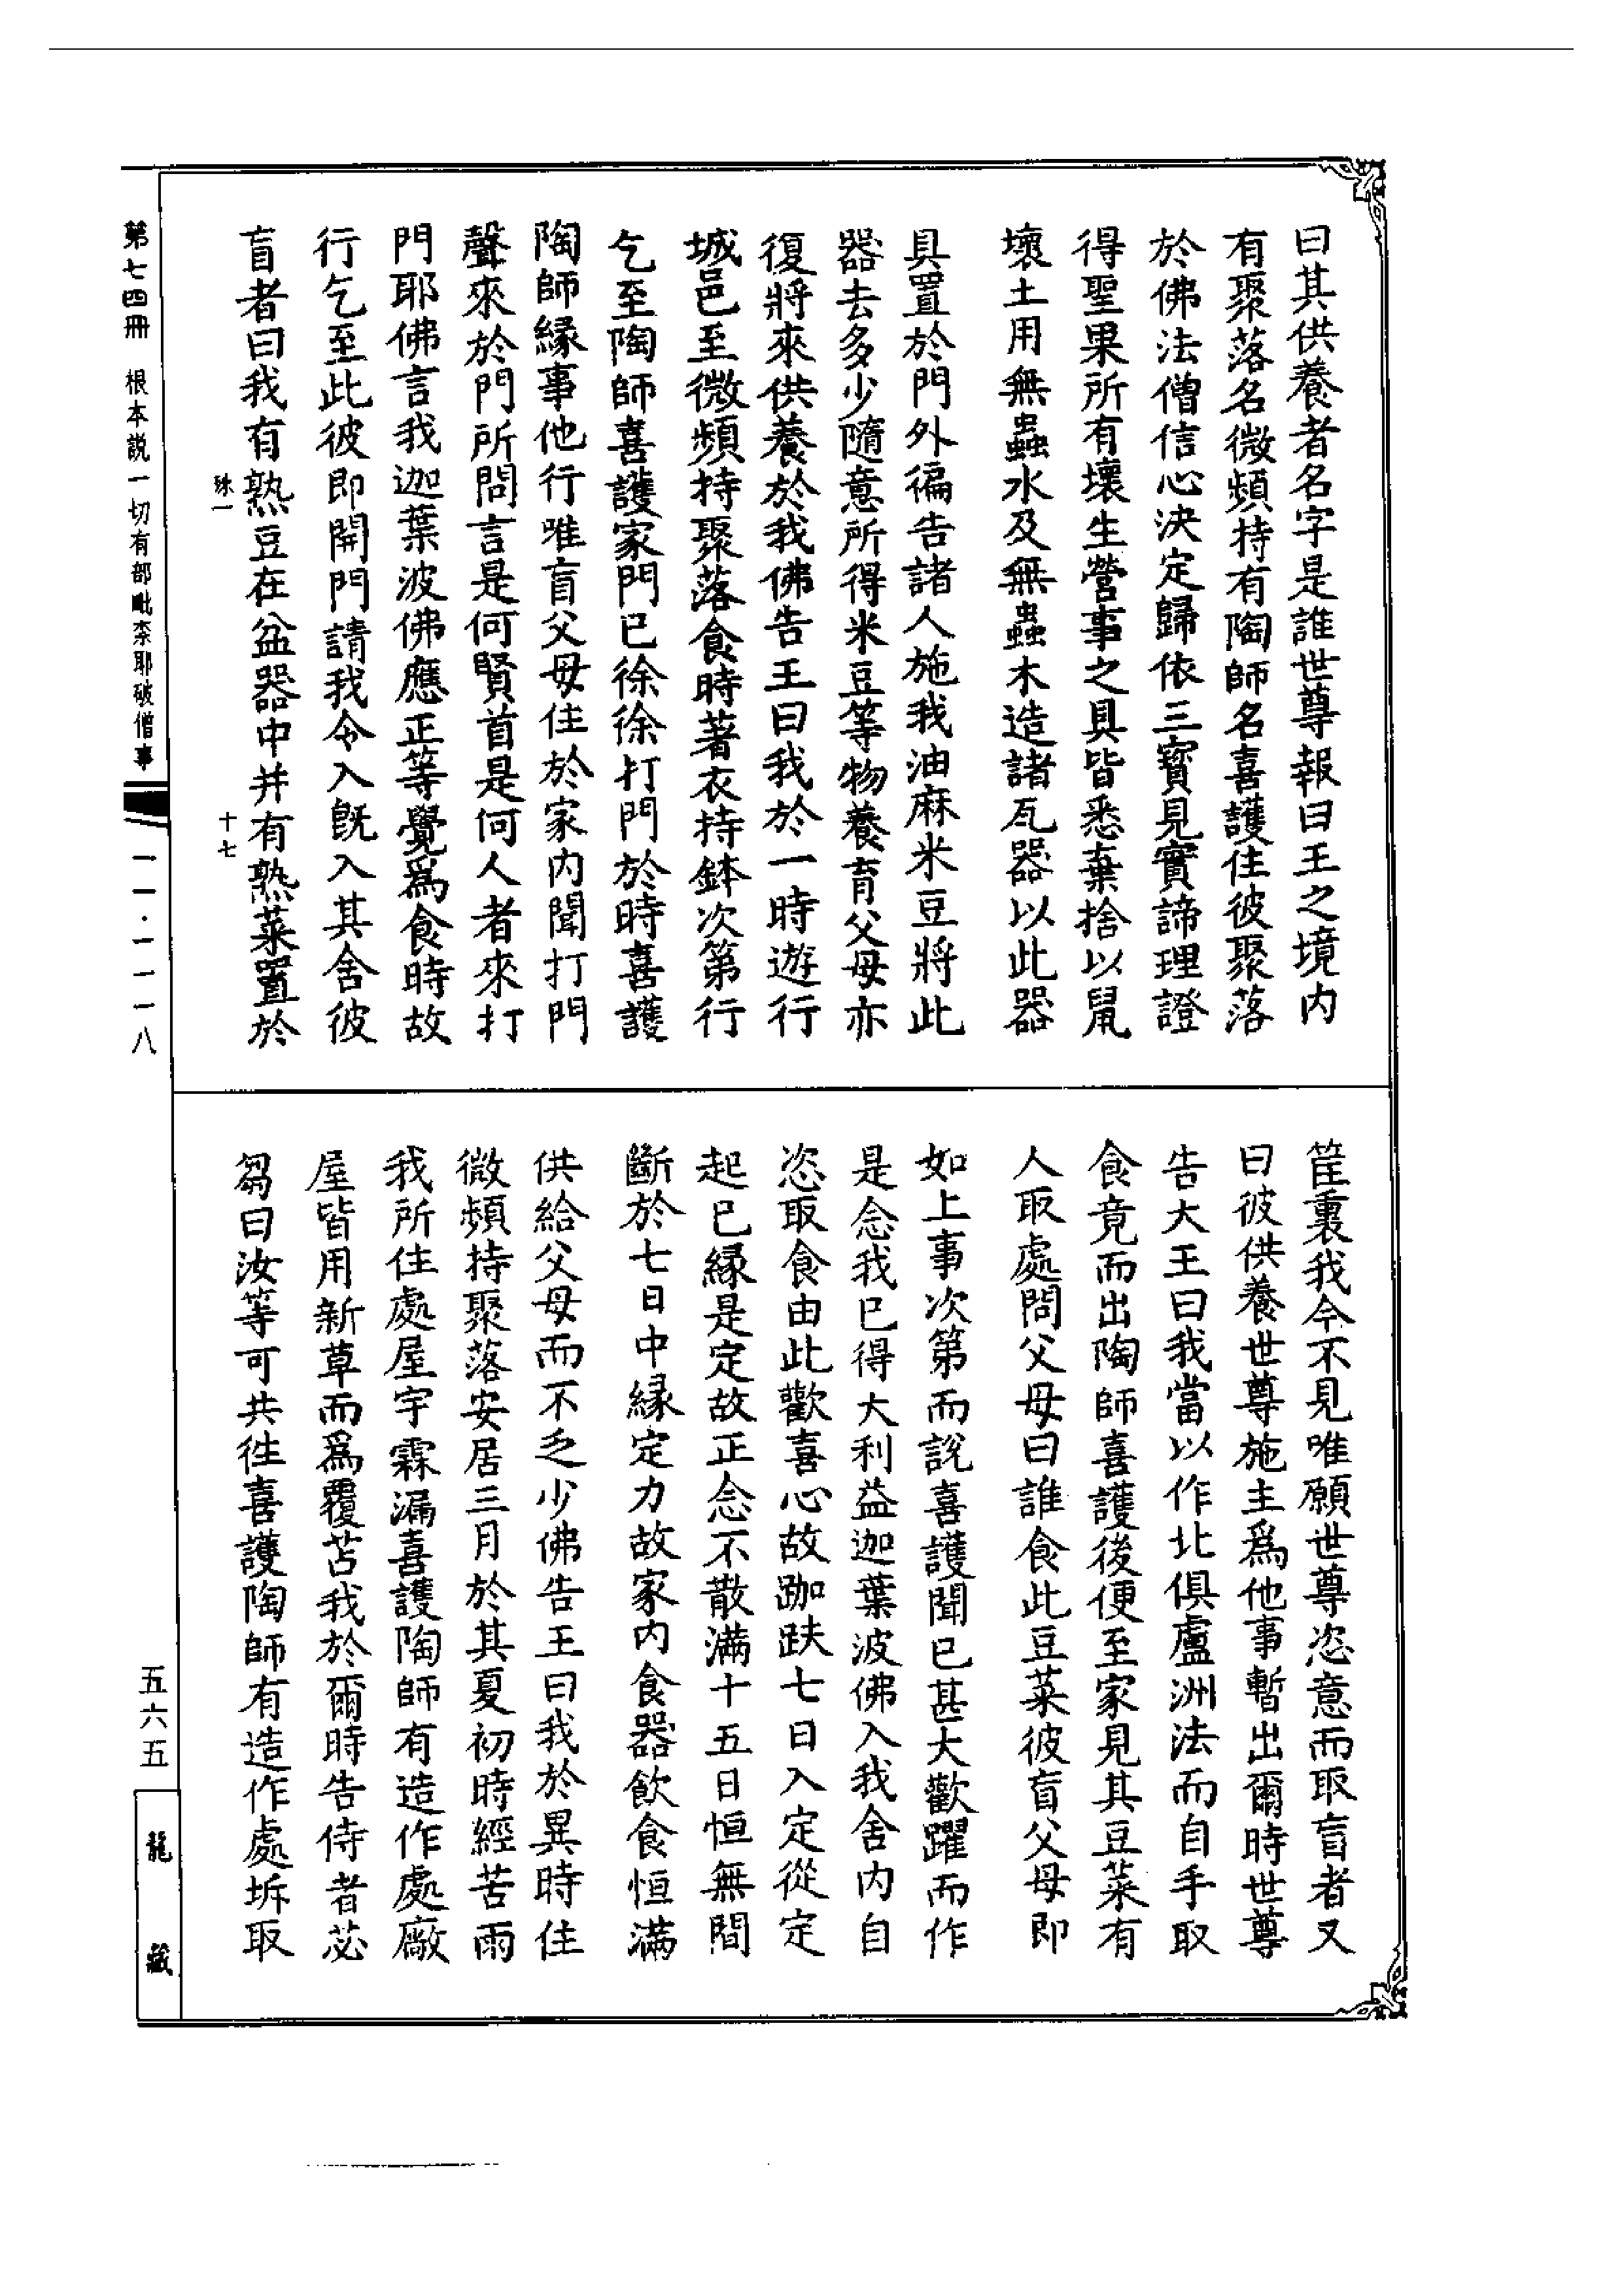 曰其供養者名字是誰世尊報曰王之境内
有聚落名微頻持有陶師名喜護住彼聚落
於佛法僧信心決定歸依三寳見實諦理證
得聖果所有壞生營事之具皆悉棄捨以鼠
壞土用無蟲水及無蟲木造諸瓦器以此器
具置於門外徧告諸人施我油麻米豆將此
器去多少隨意所得米豆等物養育父母亦
復將來供養於我佛告王曰我於一時遊行
城邑至微頻持聚落食時著衣持鉢次第行
乞至陶師喜護家門已徐徐打門於時喜護
陶師縁事他行唯盲父母住於家内聞打門
聲來於門所問言是何賢首是何人者來打
門耶佛言我迦葉波佛應正等覺爲食時故
行乞至此彼即開門請我令入旣入其舍彼
盲者曰我有熟豆在盆器中并有熟菜置於
筐裏我今不見唯願世尊恣意而取盲者又
曰彼供養世尊施主爲他事暫出爾時世尊
告大王曰我當以作北俱盧洲法而自手取
食竟而出陶師喜護後便至家見其豆菜有
人取處問父母曰誰食此豆菜彼盲父母即
如上事次第而說喜護聞已甚大歡躍而作
是念我已得大利益迦葉波佛入我舍内自
恣取食由此歡喜心故跏趺七日入定從定
起已縁是定故正念不散滿十五日恒無間
斷於七日中縁定力故家内食器飲食恒滿
供給父母而不乏少佛告王曰我於異時住
微頻持聚落安居三月於其夏初時經苦雨
我所住處屋宇霖漏喜護陶師有造作處廠
屋皆用新草而爲覆苫我於爾時告侍者苾
芻曰汝等可共徃喜護陶師有造作處坼取
第七四冊 根本説一切有部毗柰耶破僧事 一一·一一一八
十七
五六五
龍藏